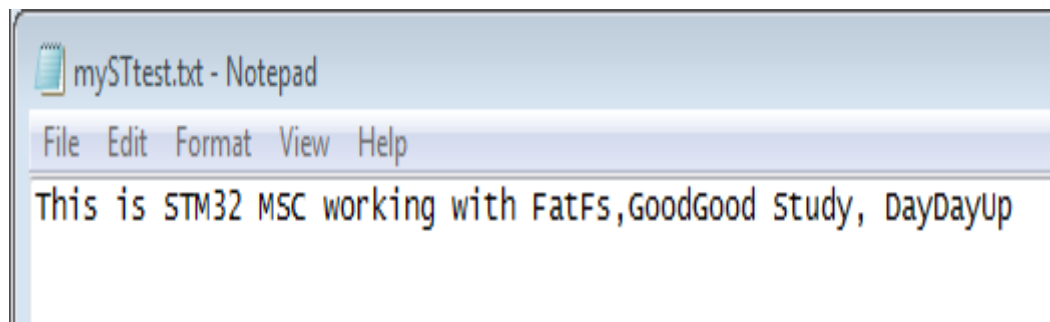 mySTtest.txt - Notepad
File Edit Format View Help
This is STM32 MSC working with FatFs,GoodGood Study, DayDayUp